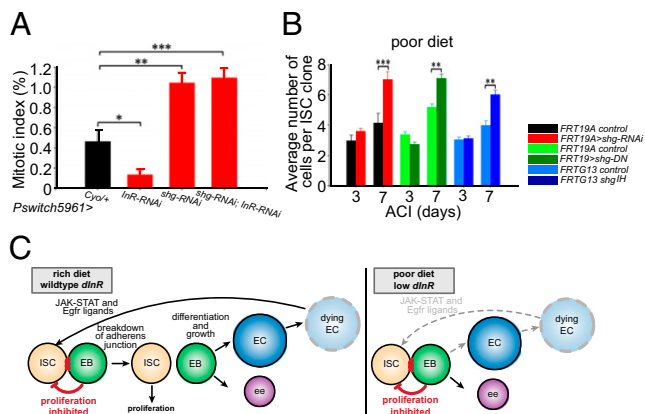 A
Mitotic index (%)
1.2
1.0
0.8
0.6
0.4
0.2
0
*
**
***
Cyo/+
InR-RNAi
shg-RNAi
shg-RNAi; InR-RNAi
Pswitch5961>
B
poor diet
Average number of
cells per ISC clone
8
6
4
2
0
***
**
**
3 7 3 7 3 7
ACI (days)
FRT19A control
FRT19A>shg-RNAi
FRT19A control
FRT19>shg-DN
FRTG13 control
FRTG13 shgIH
C
rich diet
wildtype dInR
JAK-STAT and
Egfr ligands
breakdown
of adherens
junction
differentiation
and
growth
ISC
EB
ISC
EB
EC
ee
dying
EC
proliferation
inhibited
proliferation
poor diet
low dInR
JAK-STAT and
Egfr ligands
ISC
EB
EC
ee
dying
EC
proliferation
inhibited